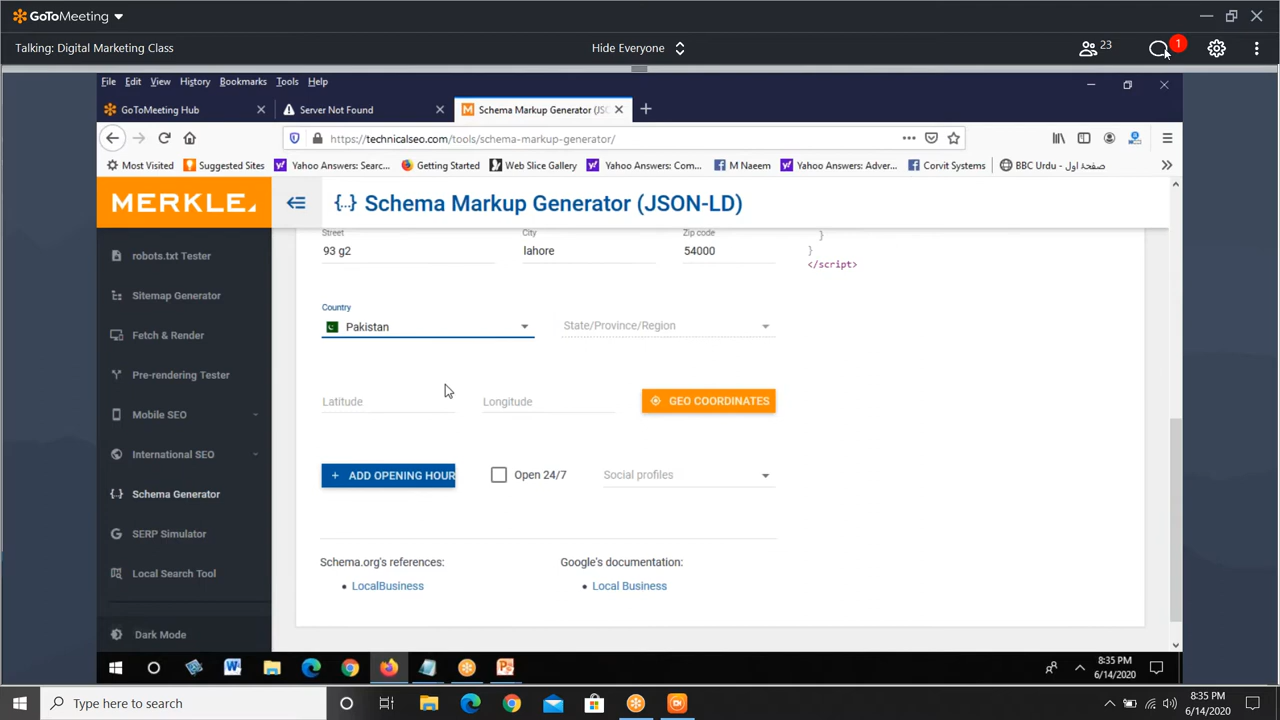 GoToMeeting
Talking: Digital Marketing Class
Hide Everyone
23
1
File Edit View History Bookmarks Tools Help
GoToMeeting Hub
Server Not Found
Schema Markup Generator (JSC
https://technicalseo.com/tools/schema-markup-generator/
Most Visited
Suggested Sites
Yahoo Answers: Searc...
Getting Started
Web Slice Gallery
Yahoo Answers: Com...
M Naeem
Yahoo Answers: Adver...
Corvit Systems
BBC Urdu - صفحۂ اول
MERKLE
{..} Schema Markup Generator (JSON-LD)
robots.txt Tester
Sitemap Generator
Fetch & Render
Pre-rendering Tester
Mobile SEO
International SEO
Schema Generator
SERP Simulator
Local Search Tool
Dark Mode
Street
City
Zip code
93 g2
lahore
54000
}
}
</script>
Country
Pakistan
State/Province/Region
Latitude
Longitude
GEO COORDINATES
+ ADD OPENING HOUR
Open 24/7
Social profiles
Schema.org's references:
Google's documentation:
• LocalBusiness
• Local Business
8:35 PM
6/14/2020
Type here to search
8:35 PM
6/14/2020